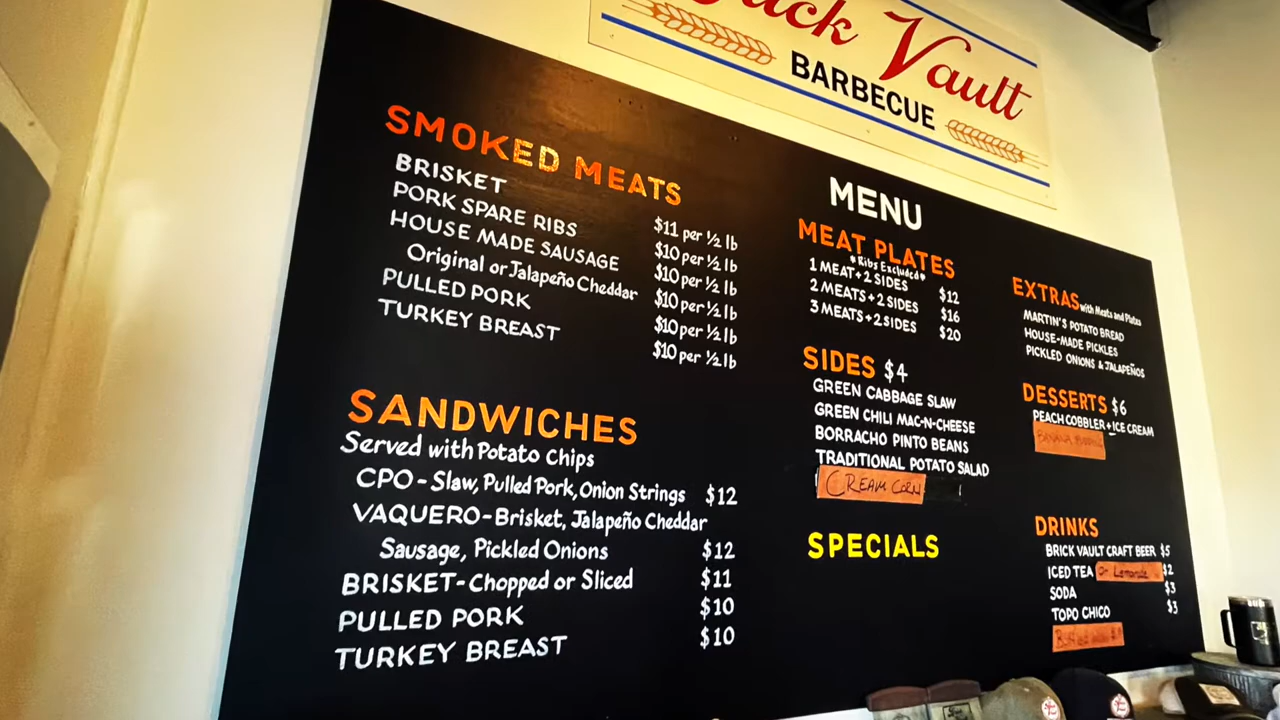 Vault
BARBECUE
SMOKED MEATS
BRISKET $11 per ½ lb
PORK SPARE RIBS $10 per ½ lb
HOUSE MADE SAUSAGE $10 per ½ lb
Original or Jalapeño Cheddar $10 per ½ lb
PULLED PORK $10 per ½ lb
TURKEY BREAST $10 per ½ lb
SANDWICHES
Served with Potato Chips
CPO - Slaw, Pulled Pork, Onion Strings $12
VAQUERO - Brisket, Jalapeño Cheddar
Sausage, Pickled Onions $12
BRISKET - Chopped or Sliced $11
PULLED PORK $10
TURKEY BREAST $10
MENU
MEAT PLATES
*Ribs Excluded*
1 MEAT + 2 SIDES $12
2 MEATS + 2 SIDES $16
3 MEATS + 2 SIDES $20
SIDES $4
GREEN CABBAGE SLAW
GREEN CHILI MAC-N-CHEESE
BORRACHO PINTO BEANS
TRADITIONAL POTATO SALAD
CREAM CORN
SPECIALS
EXTRAS with Meats and Plates
MARTIN'S POTATO BREAD
HOUSE-MADE PICKLES
PICKLED ONIONS & JALAPEÑOS
DESSERTS $6
PEACH COBBLER + ICE CREAM
BANANA
DRINKS
BRICK VAULT CRAFT BEER $5
ICED TEA Or Lemonade $2
SODA $3
TOPO CHICO $3